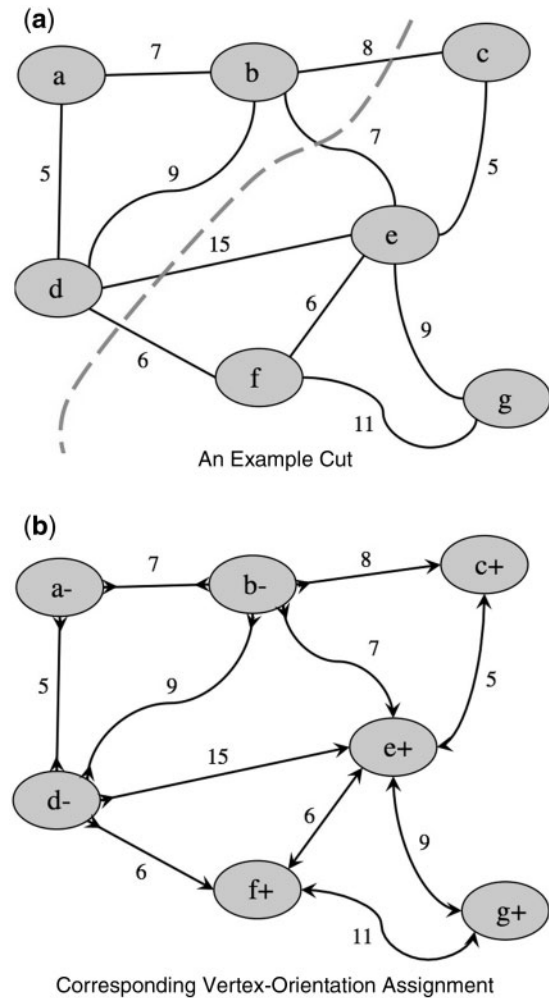 (a)
7
8
a
b
c
5
9
7
5
15
e
d
6
9
6
f
g
11
An Example Cut
(b)
7
8
a-
b-
c+
5
9
7
5
15
e+
d-
6
9
6
f+
g+
11
Corresponding Vertex-Orientation Assignment